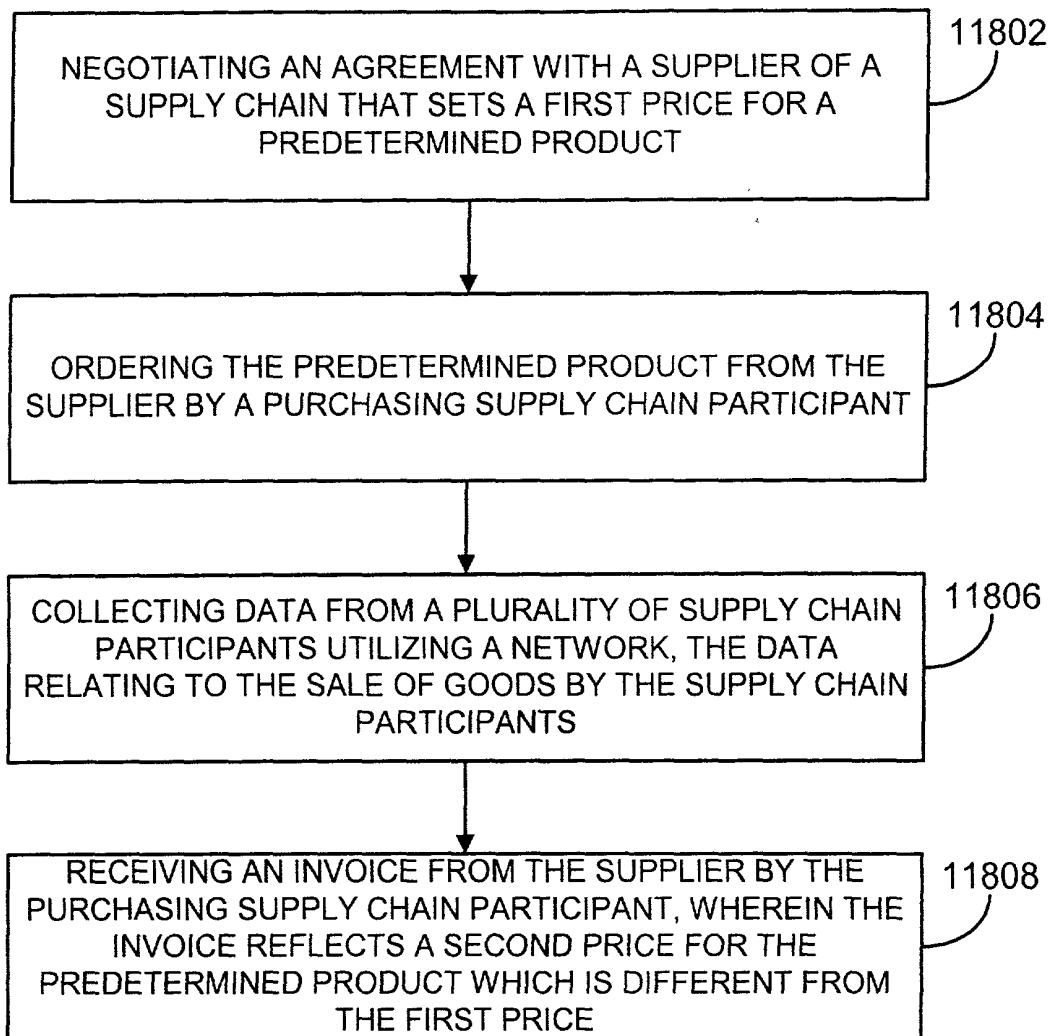 11802
NEGOTIATING AN AGREEMENT WITH A SUPPLIER OF A
SUPPLY CHAIN THAT SETS A FIRST PRICE FOR A
PREDETERMINED PRODUCT
11804
ORDERING THE PREDETERMINED PRODUCT FROM THE
SUPPLIER BY A PURCHASING SUPPLY CHAIN PARTICIPANT
11806
COLLECTING DATA FROM A PLURALITY OF SUPPLY CHAIN
PARTICIPANTS UTILIZING A NETWORK, THE DATA
RELATING TO THE SALE OF GOODS BY THE SUPPLY CHAIN
PARTICIPANTS
11808
RECEIVING AN INVOICE FROM THE SUPPLIER BY THE
PURCHASING SUPPLY CHAIN PARTICIPANT, WHEREIN THE
INVOICE REFLECTS A SECOND PRICE FOR THE
PREDETERMINED PRODUCT WHICH IS DIFFERENT FROM
THE FIRST PRICE